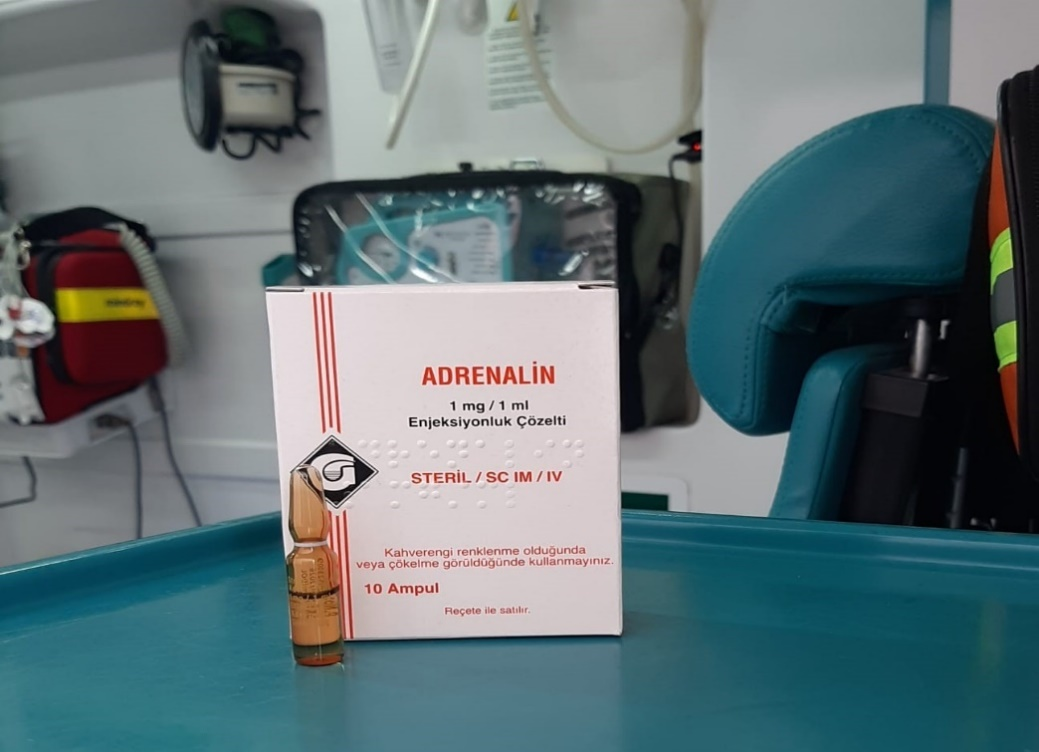 ADRENALİN
1 mg / 1 ml
Enjeksiyonluk Çözelti
STERİL / SC IM / IV
Kahverengi renklenme olduğunda
veya çökelme görüldüğünde kullanmayınız.
10 Ampul
Reçete ile satılır.